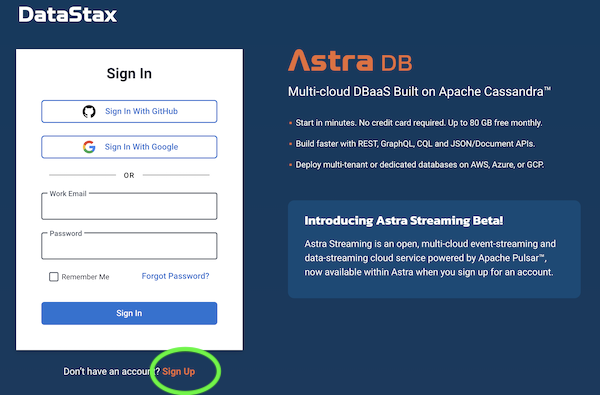 DataStax
Sign In
Sign In With GitHub
Sign In With Google
OR
Work Email
Password
Remember Me
Forgot Password?
Sign In
Don't have an account? Sign Up
Astra DB
Multi-cloud DBaaS Built on Apache Cassandra™
• Start in minutes. No credit card required. Up to 80 GB free monthly.
• Build faster with REST, GraphQL, CQL and JSON/Document APIs.
• Deploy multi-tenant or dedicated databases on AWS, Azure, or GCP.
Introducing Astra Streaming Beta!
Astra Streaming is an open, multi-cloud event-streaming and
data-streaming cloud service powered by Apache Pulsar™,
now available within Astra when you sign up for an account.